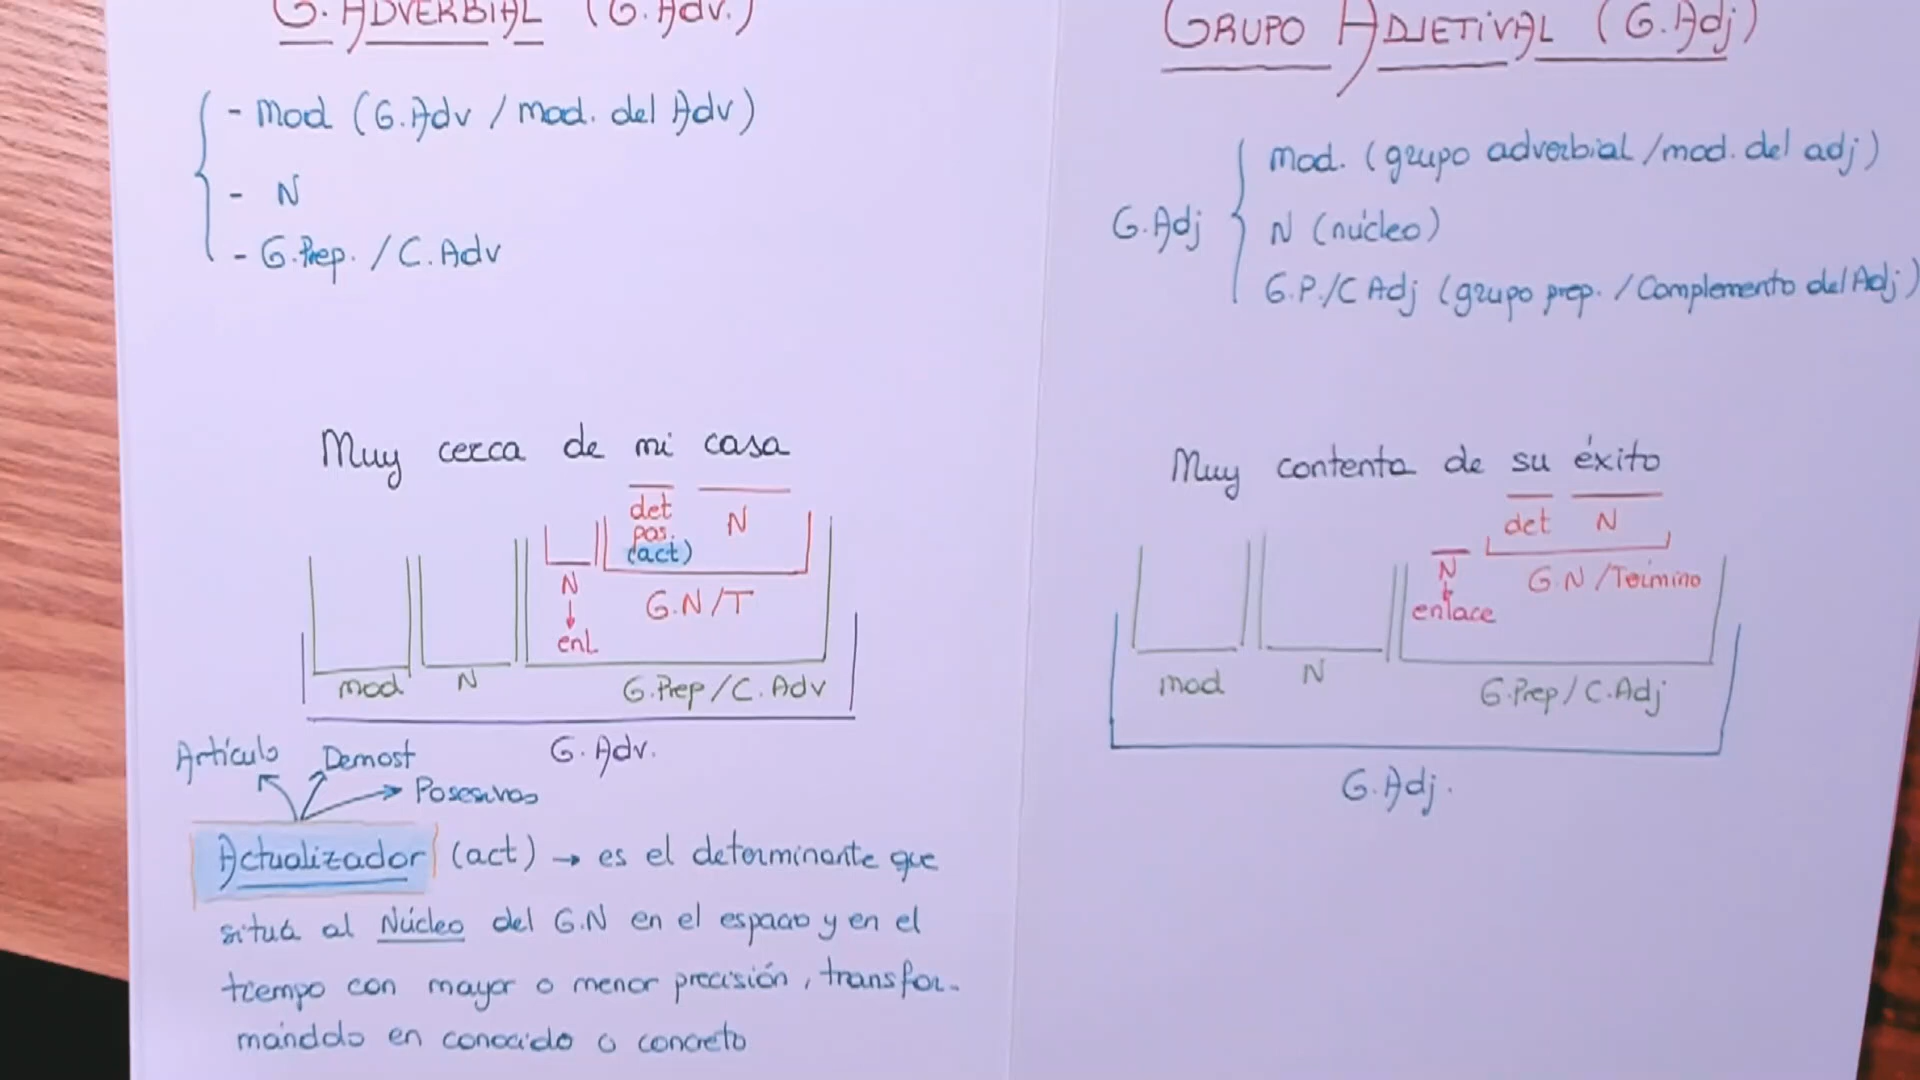 G. ADVERBIAL (G.Adv.)
- Mod (G.Adv / mod. del Adv)
- N
- G.Prep. / C.Adv
Muy cerca de mi casa
det N
pos.
(act)
N G.N/T
enl
mod N G.Prep/C.Adv
G.Adv.
Artículo Demost
Posesivos
Actualizador (act) → es el determinante que
situá al Núcleo del G.N en el espacio y en el
tiempo con mayor o menor precisión, transfor-
mándolo en conocido o concreto
GRUPO ADJETIVAL (G.Adj)
mod. (grupo adverbial/mod. del adj)
G.Adj N (núcleo)
G.P./C Adj (grupo prep. / Complemento del Adj)
Muy contenta de su éxito
det N
N G.N/Término
enlace
mod N G.Prep/C.Adj
G.Adj.